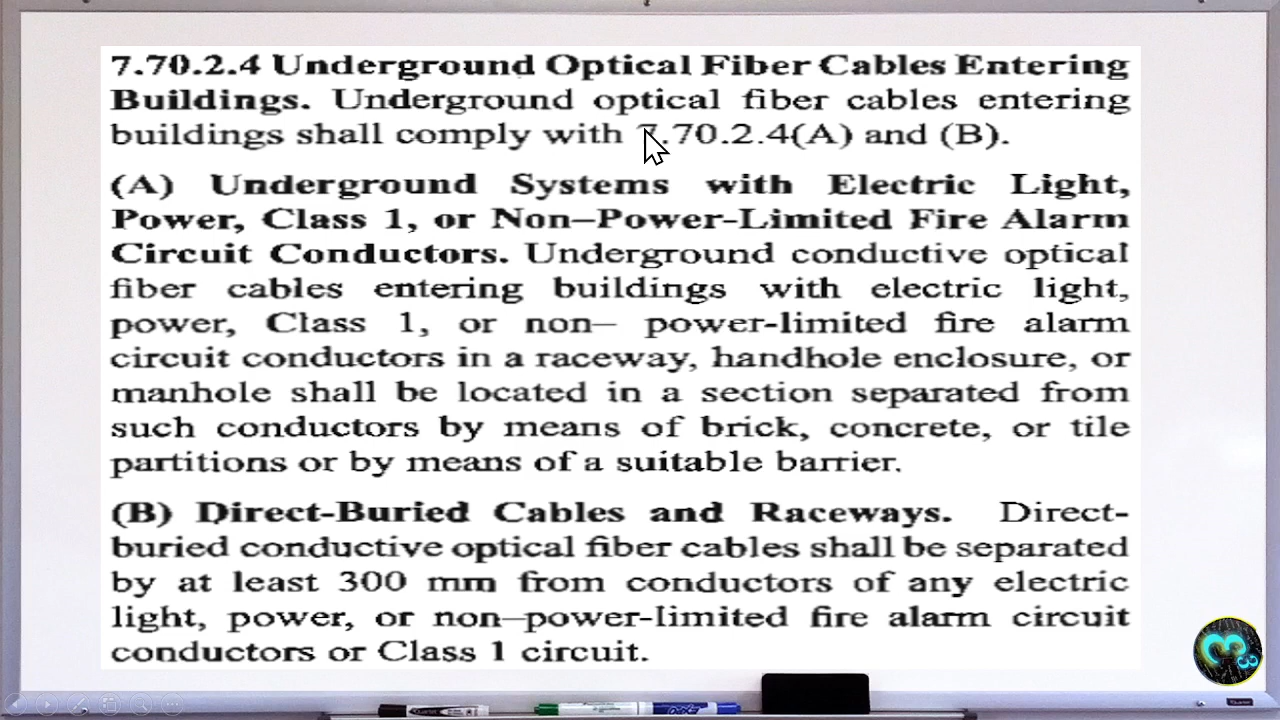 7.70.2.4 Underground Optical Fiber Cables Entering
Buildings. Underground optical fiber cables entering
buildings shall comply with 7.70.2.4(A) and (B).
(A) Underground Systems with Electric Light,
Power, Class 1, or Non–Power-Limited Fire Alarm
Circuit Conductors. Underground conductive optical
fiber cables entering buildings with electric light,
power, Class 1, or non– power-limited fire alarm
circuit conductors in a raceway, handhole enclosure, or
manhole shall be located in a section separated from
such conductors by means of brick, concrete, or tile
partitions or by means of a suitable barrier.
(B) Direct-Buried Cables and Raceways. Direct-
buried conductive optical fiber cables shall be separated
by at least 300 mm from conductors of any electric
light, power, or non–power-limited fire alarm circuit
conductors or Class 1 circuit.